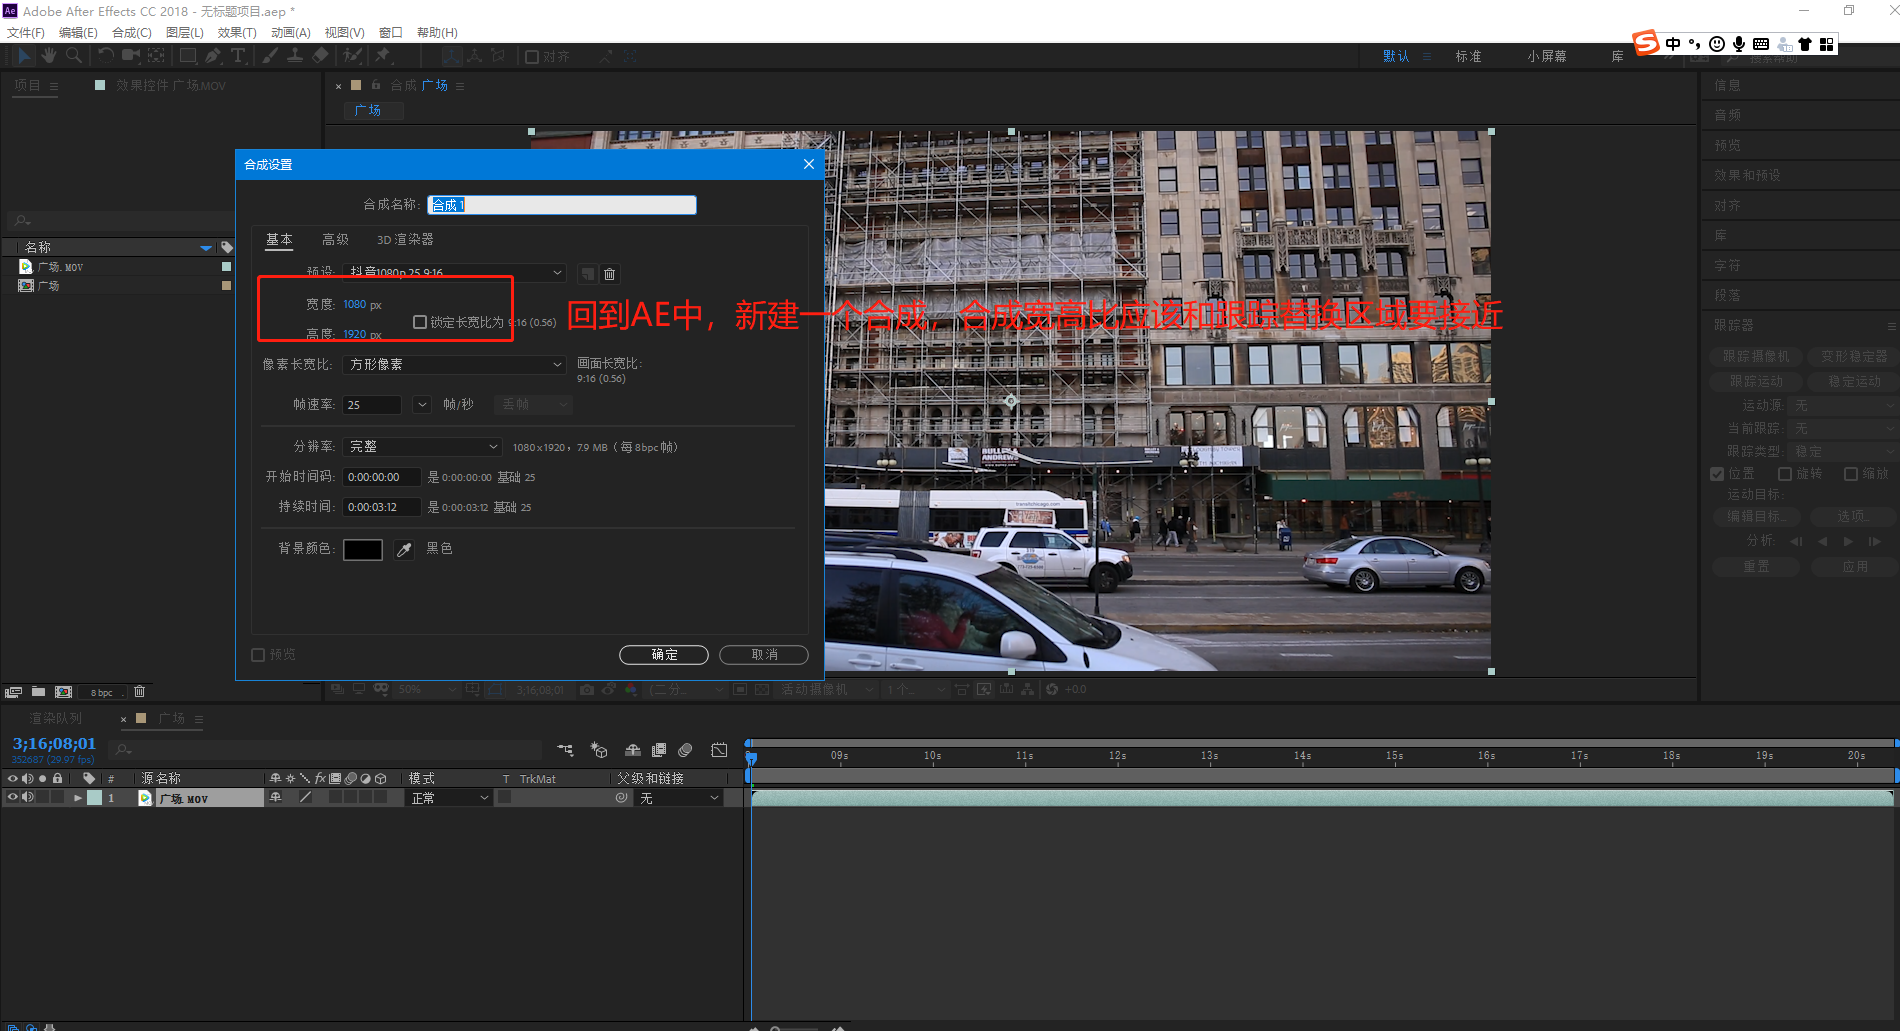 Adobe After Effects CC 2018 - 无标题项目.aep *
文件(F) 编辑(E) 合成(C) 图层(L) 效果(T) 动画(A) 视图(V) 窗口 帮助(H)
中
对齐 默认 标准 小屏幕 库 搜索帮助
项目 效果控件 广场.MOV
合成 广场
广场
合成设置
合成名称: 合成 1
基本 高级 3D 渲染器
预设: 抖音1080p 25 9:16
宽度: 1080 px
锁定长宽比为 9:16 (0.56)
高度: 1920 px
回到AE中，新建一个合成，合成宽高比应该和跟踪替换区域要接近
像素长宽比: 方形像素 画面长宽比:
9:16 (0.56)
帧速率: 25 帧/秒 丢帧
分辨率: 完整 1080 x 1920，7.9 MB（每 8bpc 帧）
开始时间码: 0:00:00:00 是 0:00:00:00 基础 25
持续时间: 0:00:03:12 是 0:00:03:12 基础 25
背景颜色: 黑色
预览 确定 取消
名称
广场.MOV
广场
8 bpc
BULLEY & ANDREWS
信息
音频
预览
效果和预设
对齐
库
字符
段落
跟踪器
跟踪摄像机 变形稳定器
跟踪运动 稳定运动
运动源: 无
当前跟踪: 无
跟踪类型: 稳定
位置 旋转 缩放
运动目标:
编辑目标... 选项...
分析:
重置 应用
50% 3;16;08;01 (二分... 活动摄像机 1 个... +0.0
渲染队列 广场
3;16;08;01
352687 (29.97 fps)
09s 10s 11s 12s 13s 14s 15s 16s 17s 18s 19s 20s
# 源名称 fx 模式 T TrkMat 父级和链接
1 广场.MOV 正常 无